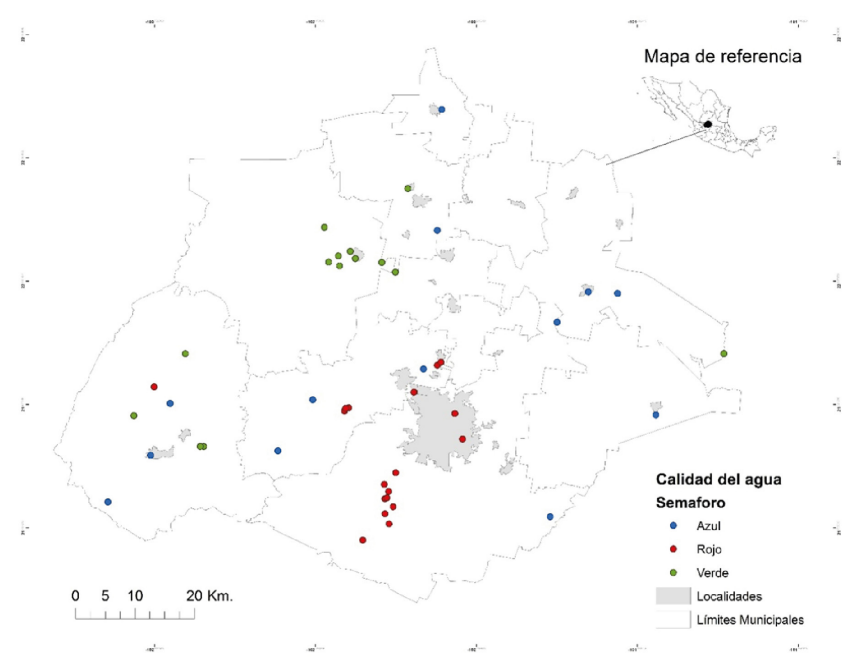 Mapa de referencia
Calidad del agua
Semaforo
Azul
Rojo
Verde
Localidades
Límites Municipales
0 5 10 20 Km.